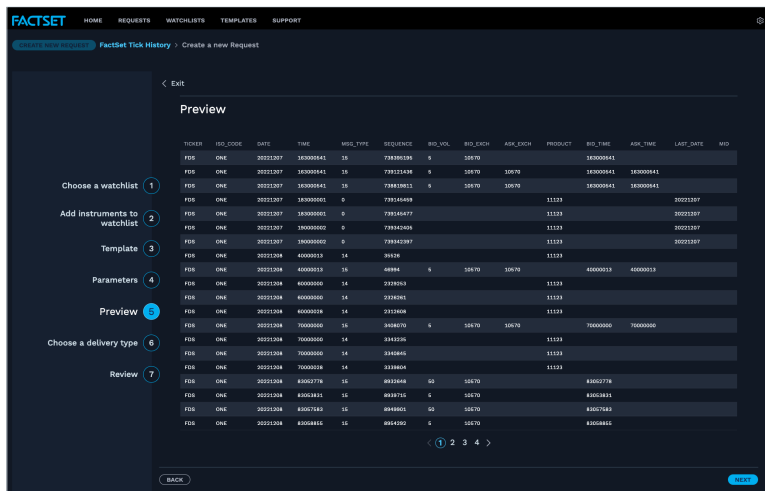 FACTSET HOME REQUESTS WATCHLISTS TEMPLATES SUPPORT
CREATE NEW REQUEST FactSet Tick History > Create a new Request
< Exit
Preview
TICKER ISO_CODE DATE TIME MSG_TYPE SEQUENCE BID_VOL BID_EXCH ASK_EXCH PRODUCT BID_TIME ASK_TIME LAST_DATE MID
FDS ONE 20221207 163000541 15 738395195 5 10570 163000541
FDS ONE 20221207 163000541 15 739121436 5 10570 10570 163000541 163000541
FDS ONE 20221207 163000541 15 738819811 5 10570 10570 163000541 163000541
FDS ONE 20221207 163000001 0 739145459 11123 20221207
FDS ONE 20221207 163000001 0 739145477 11123 20221207
FDS ONE 20221207 190000002 0 739342405 11123 20221207
FDS ONE 20221207 190000002 0 739342397 11123 20221207
FDS ONE 20221208 40000013 14 35526 11123
FDS ONE 20221208 40000013 15 46994 5 10570 10570 40000013 40000013
FDS ONE 20221208 60000000 14 2329253 11123
FDS ONE 20221208 60000000 14 2326261 11123
FDS ONE 20221208 60000028 14 2312608 11123
FDS ONE 20221208 70000000 15 3408070 5 10570 10570 70000000 70000000
FDS ONE 20221208 70000000 14 3343235 11123
FDS ONE 20221208 70000000 14 3340845 11123
FDS ONE 20221208 70000028 14 3339804 11123
FDS ONE 20221208 83052778 15 8932648 50 10570 83052778
FDS ONE 20221208 83053831 15 8939715 5 10570 83053831
FDS ONE 20221208 83057583 15 8949801 50 10570 83057583
FDS ONE 20221208 83058855 15 8954292 5 10570 83058855
Choose a watchlist 1
Add instruments to
watchlist 2
Template 3
Parameters 4
Preview 5
Choose a delivery type 6
Review 7
< 1 2 3 4 >
BACK NEXT